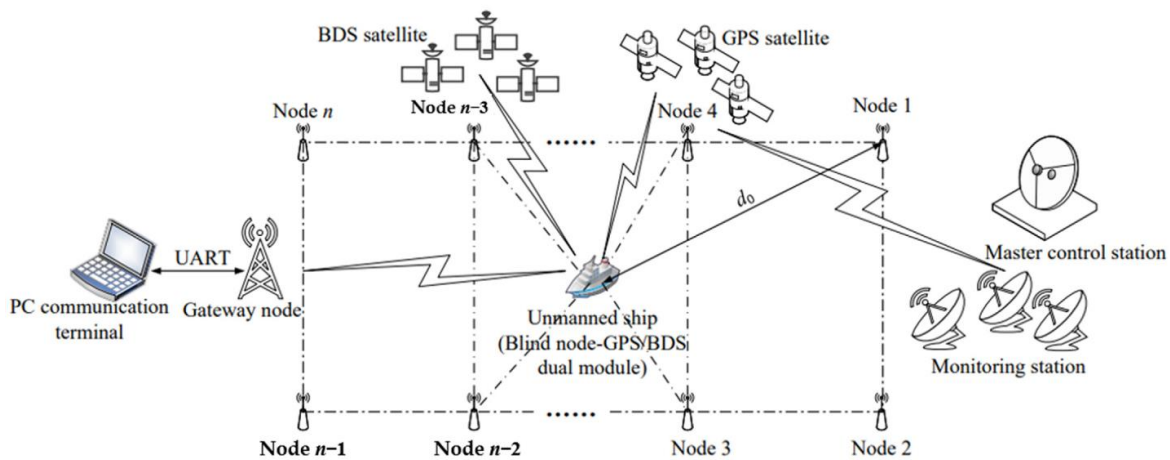 BDS satellite
GPS satellite
Node n
Node n−3
Node 4
Node 1
......
d₀
UART
Master control station
PC communication
terminal
Gateway node
Unmanned ship
(Blind node-GPS/BDS
dual module)
Monitoring station
......
Node n−1
Node n−2
Node 3
Node 2